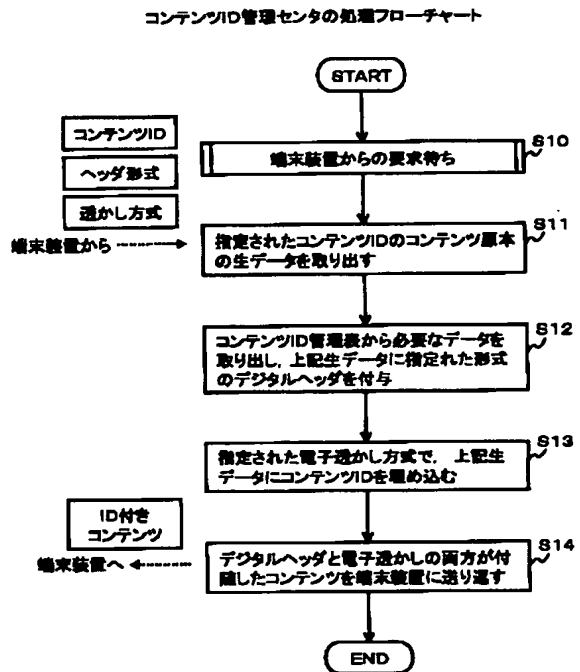 コンテンツID管理センタの処理フローチャート
START
コンテンツID
ヘッダ形式
透かし方式
端末装置から
端末装置からの要求待ち
S10
指定されたコンテンツIDのコンテンツ原本
の生データを取り出す
S11
コンテンツID管理表から必要なデータを
取り出し,上記生データに指定れた形式
のデジタルヘッダを付与
S12
指定された電子透かし方式で, 上記生
データにコンテンツIDを埋め込む
S13
ID付き
コンテンツ
端末装置へ
デジタルヘッダと電子透かしの両方が付
随したコンテンツを端末装置に送り返す
S14
END